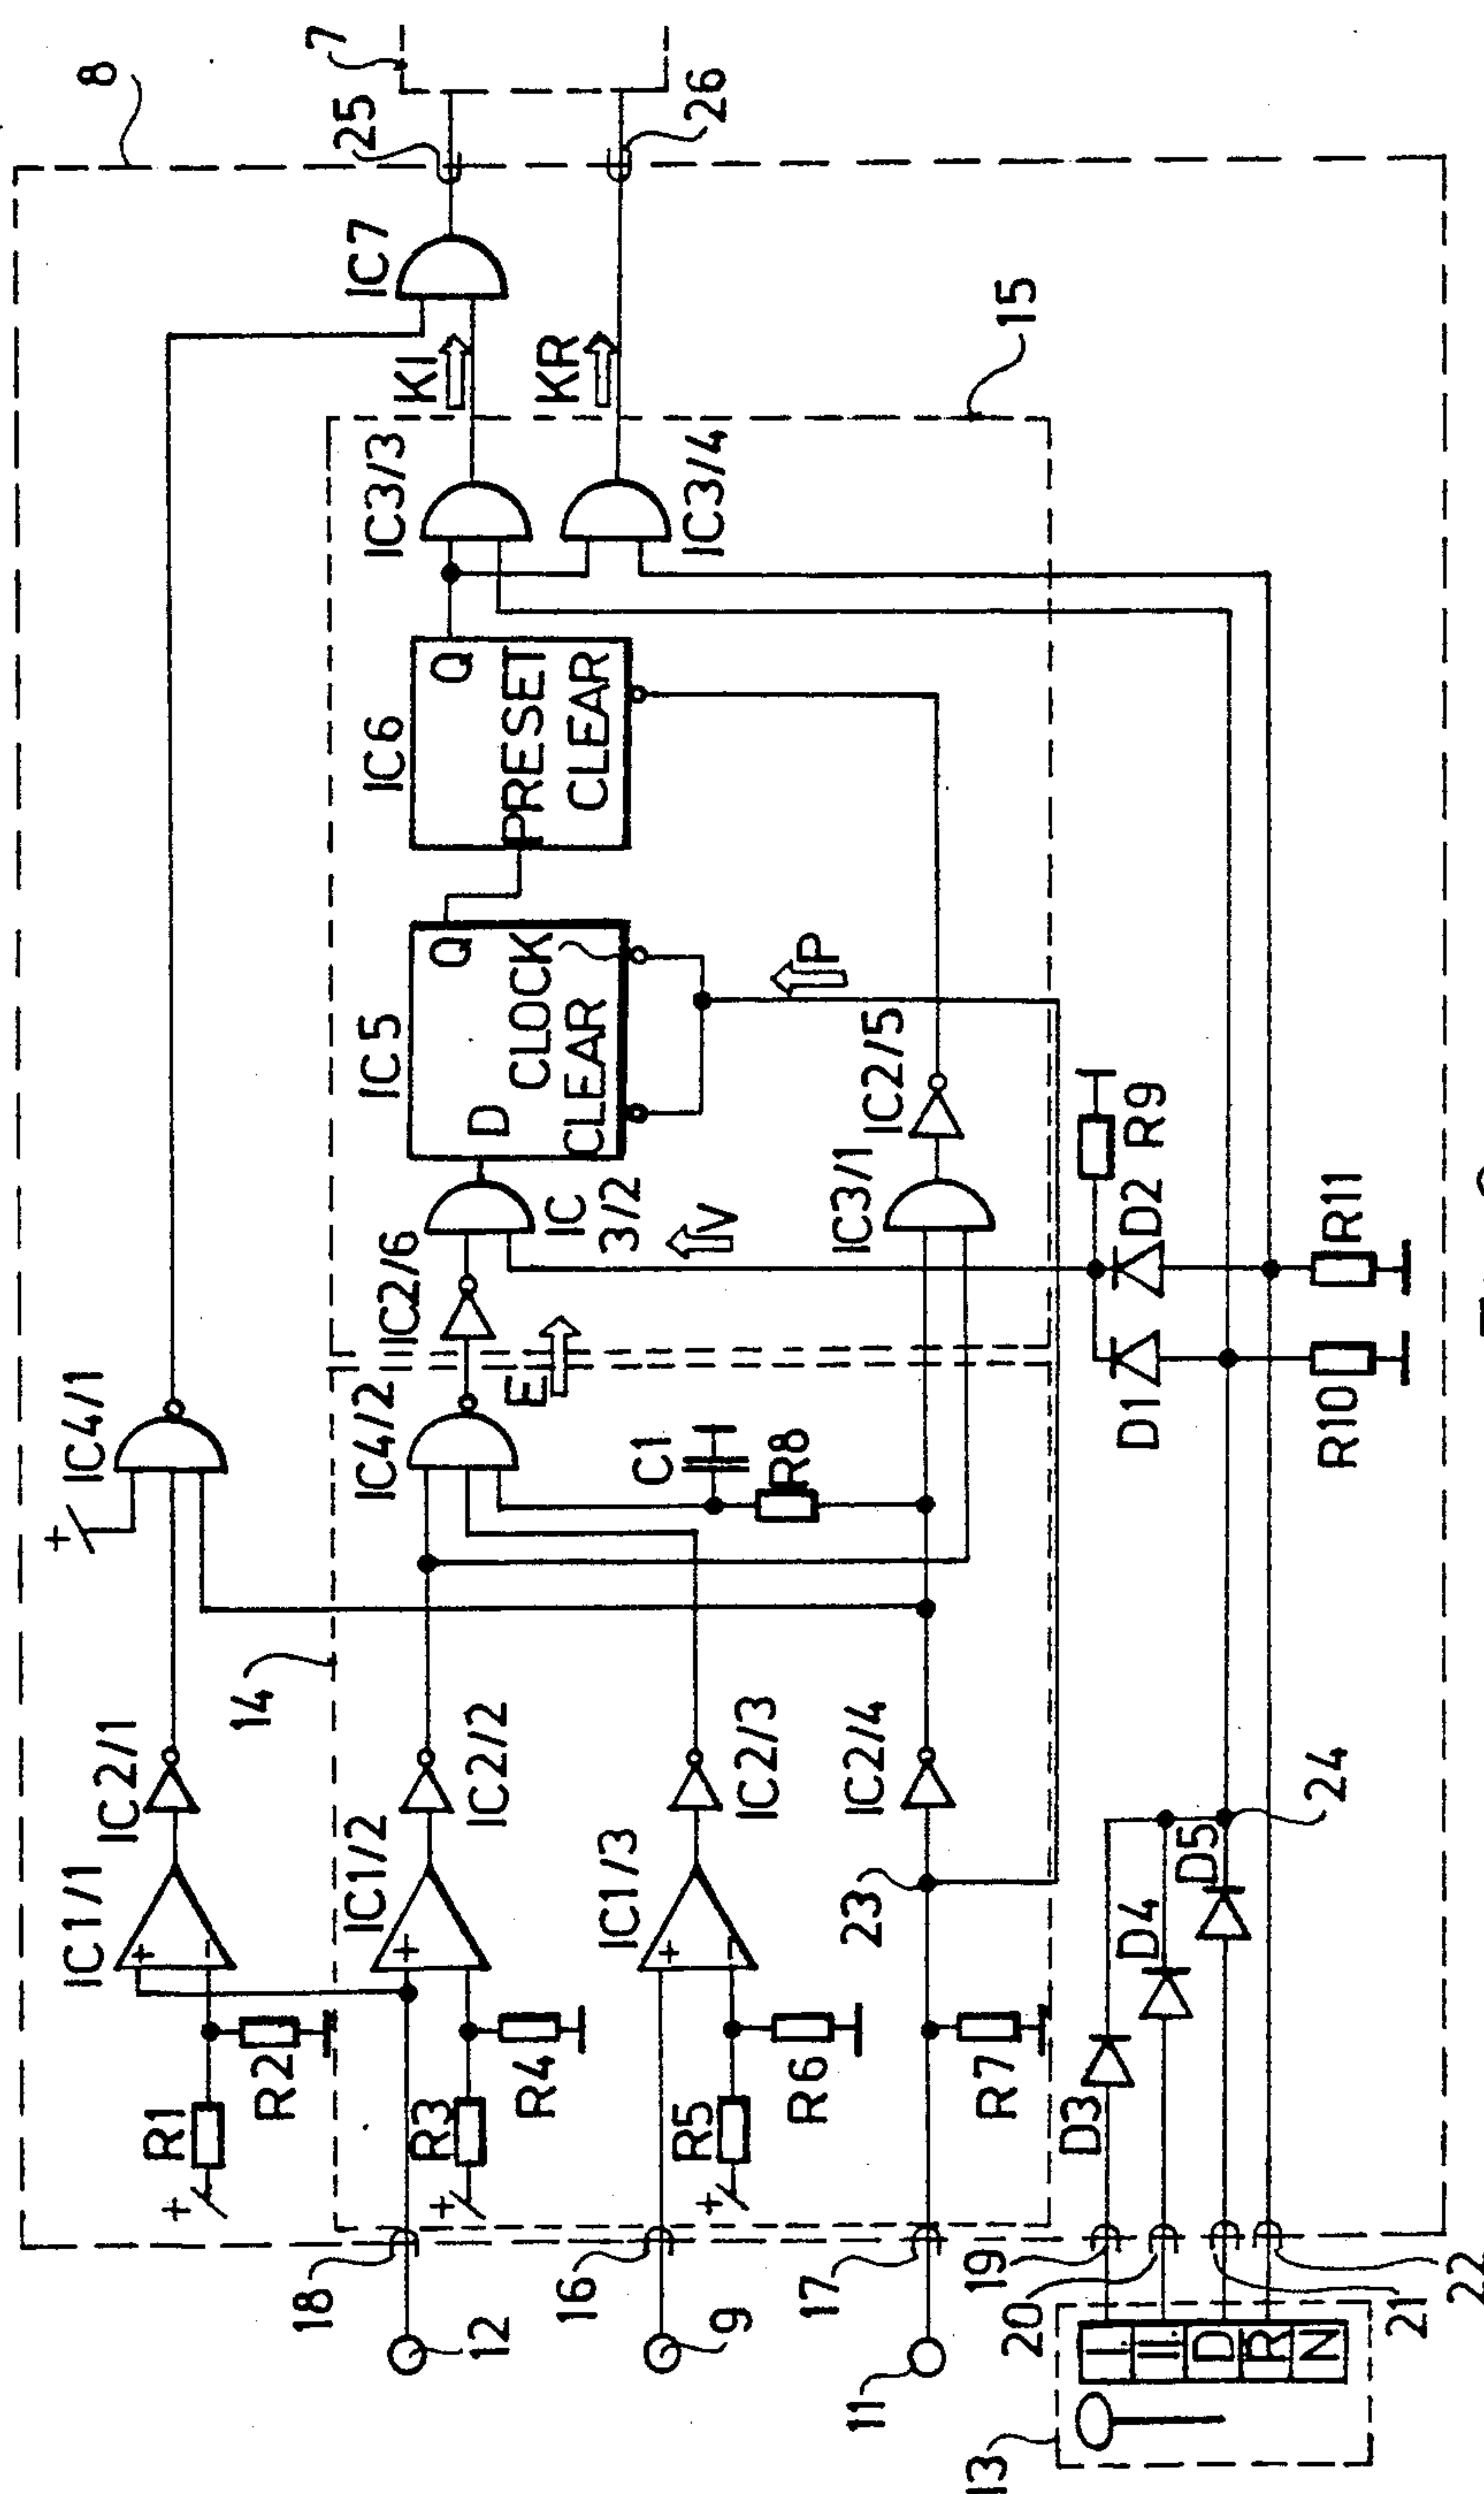 8
7
25
26
IC7
KI
KR
15
IC3/3
IC3/4
IC6
Q
PRESET
CLEAR
IC5
Q
D
CLOCK
CLEAR
P
IC2/5
IC3/1
IC
3/2
V
IC2/6
E
IC4/1
+
IC4/2
C1
R8
D1
D2
R9
R10
R11
14
IC2/1
IC2/2
IC2/3
IC2/4
IC1/1
+
-
IC1/2
+
IC1/3
+
-
23
24
R1
+
R2
R3
+
R4
R5
+
R6
R7
D3
D4
D5
18
12
16
9
17
11
19
20
21
22
13
I.
II.
D
R
N